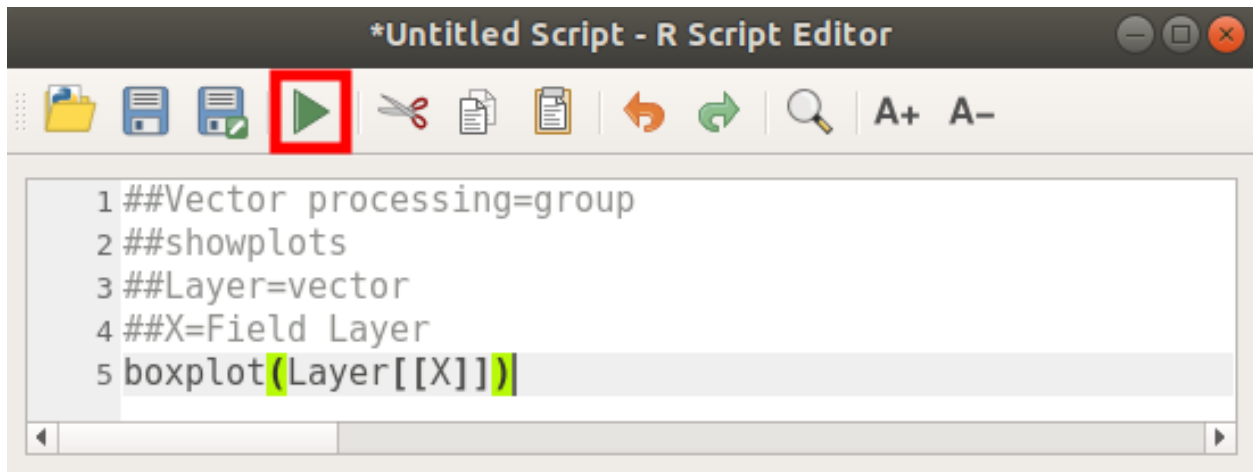 *Untitled Script - R Script Editor
A+ A-
1 ##Vector processing=group
2 ##showplots
3 ##Layer=vector
4 ##X=Field Layer
5 boxplot(Layer[[X]])